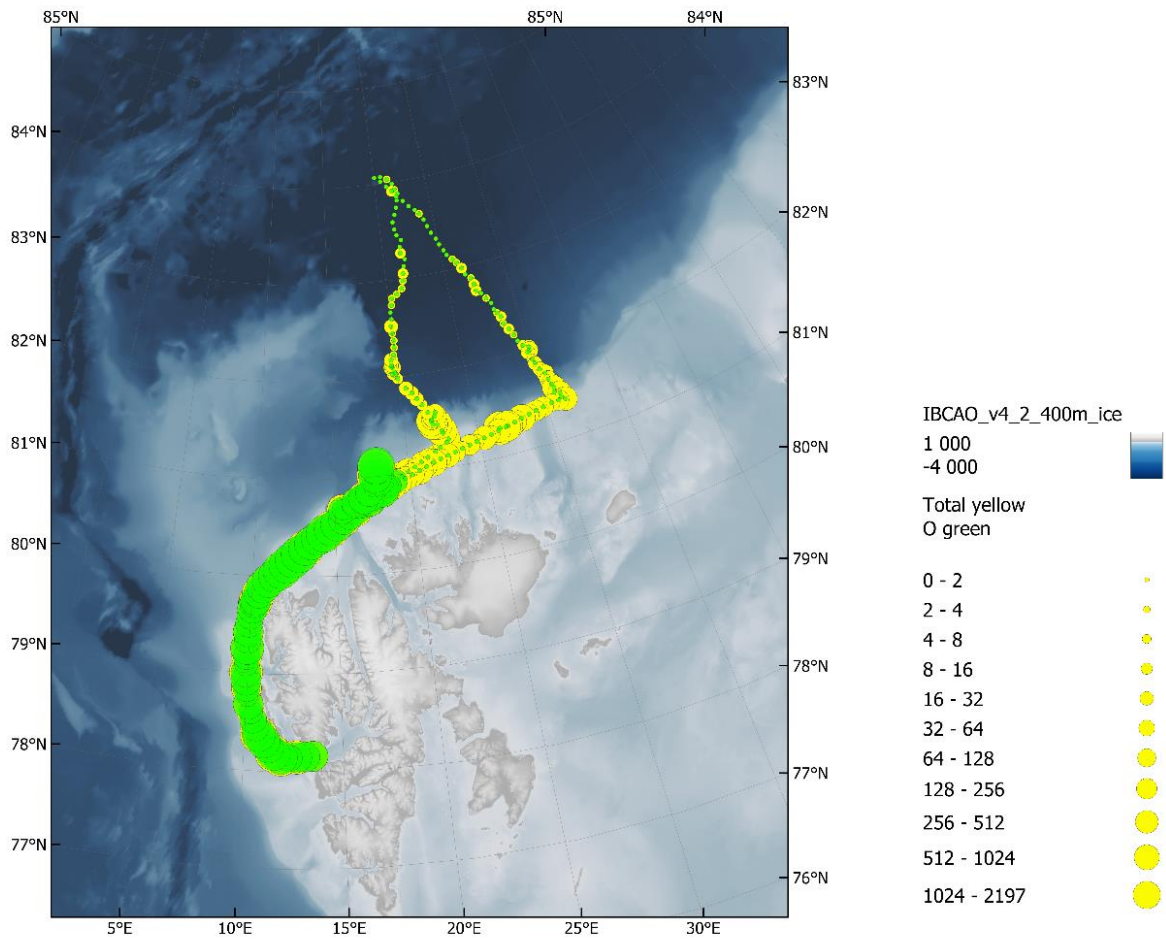 85°N 85°N 84°N
83°N
84°N
83°N
82°N
82°N
81°N
81°N
80°N
80°N
79°N
79°N
78°N
78°N
77°N
77°N
76°N
5°E 10°E 15°E 20°E 25°E 30°E
IBCAO_v4_2_400m_ice
1 000
-4 000
Total yellow
O green
0 - 2
2 - 4
4 - 8
8 - 16
16 - 32
32 - 64
64 - 128
128 - 256
256 - 512
512 - 1024
1024 - 2197